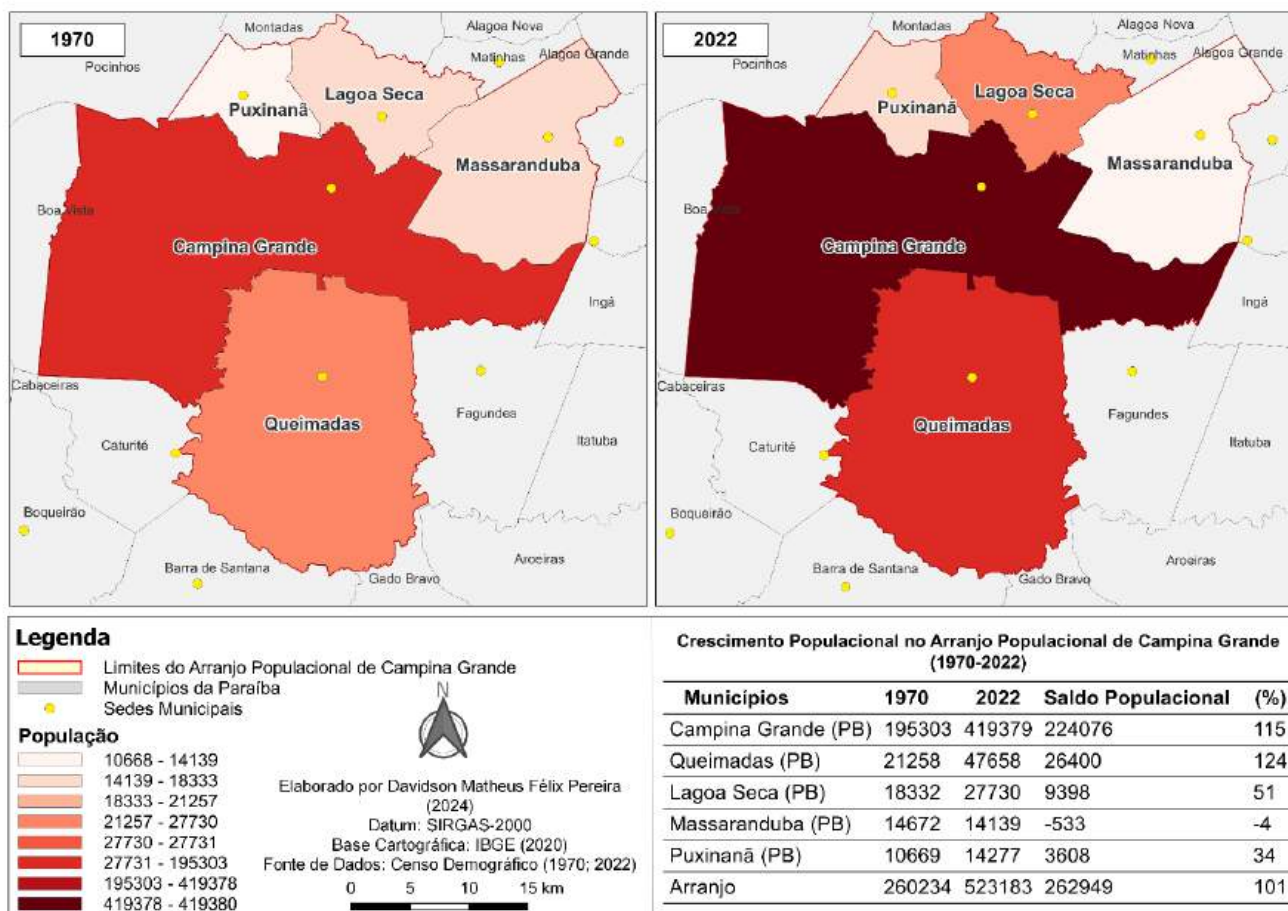 1970
Montadas
Alagoa Nova
Matinhas
Alagoa Grande
Pocinhos
Lagoa Seca
Puxinanã
Massaranduba
Boa Vista
Campina Grande
Ingá
Cabaceiras
Fagundes
Queimadas
Itatuba
Caturité
Boqueirão
Aroeiras
Barra de Santana
Gado Bravo
2022
Montadas
Alagoa Nova
Matinhas
Alagoa Grande
Pocinhos
Lagoa Seca
Puxinanã
Massaranduba
Boa Vista
Campina Grande
Ingá
Cabaceiras
Fagundes
Queimadas
Itatuba
Caturité
Boqueirão
Aroeiras
Barra de Santana
Gado Bravo
Legenda
Limites do Arranjo Populacional de Campina Grande
Municípios da Paraíba
Sedes Municipais
População
10668 - 14139
14139 - 18333
18333 - 21257
21257 - 27730
27730 - 27731
27731 - 195303
195303 - 419378
419378 - 419380
N
Elaborado por Davidson Matheus Félix Pereira
(2024)
Datum: SIRGAS-2000
Base Cartográfica: IBGE (2020)
Fonte de Dados: Censo Demográfico (1970; 2022)
0 5 10 15 km
Crescimento Populacional no Arranjo Populacional de Campina Grande
(1970-2022)
Municípios 1970 2022 Saldo Populacional (%)
Campina Grande (PB) 195303 419379 224076 115
Queimadas (PB) 21258 47658 26400 124
Lagoa Seca (PB) 18332 27730 9398 51
Massaranduba (PB) 14672 14139 -533 -4
Puxinanã (PB) 10669 14277 3608 34
Arranjo 260234 523183 262949 101